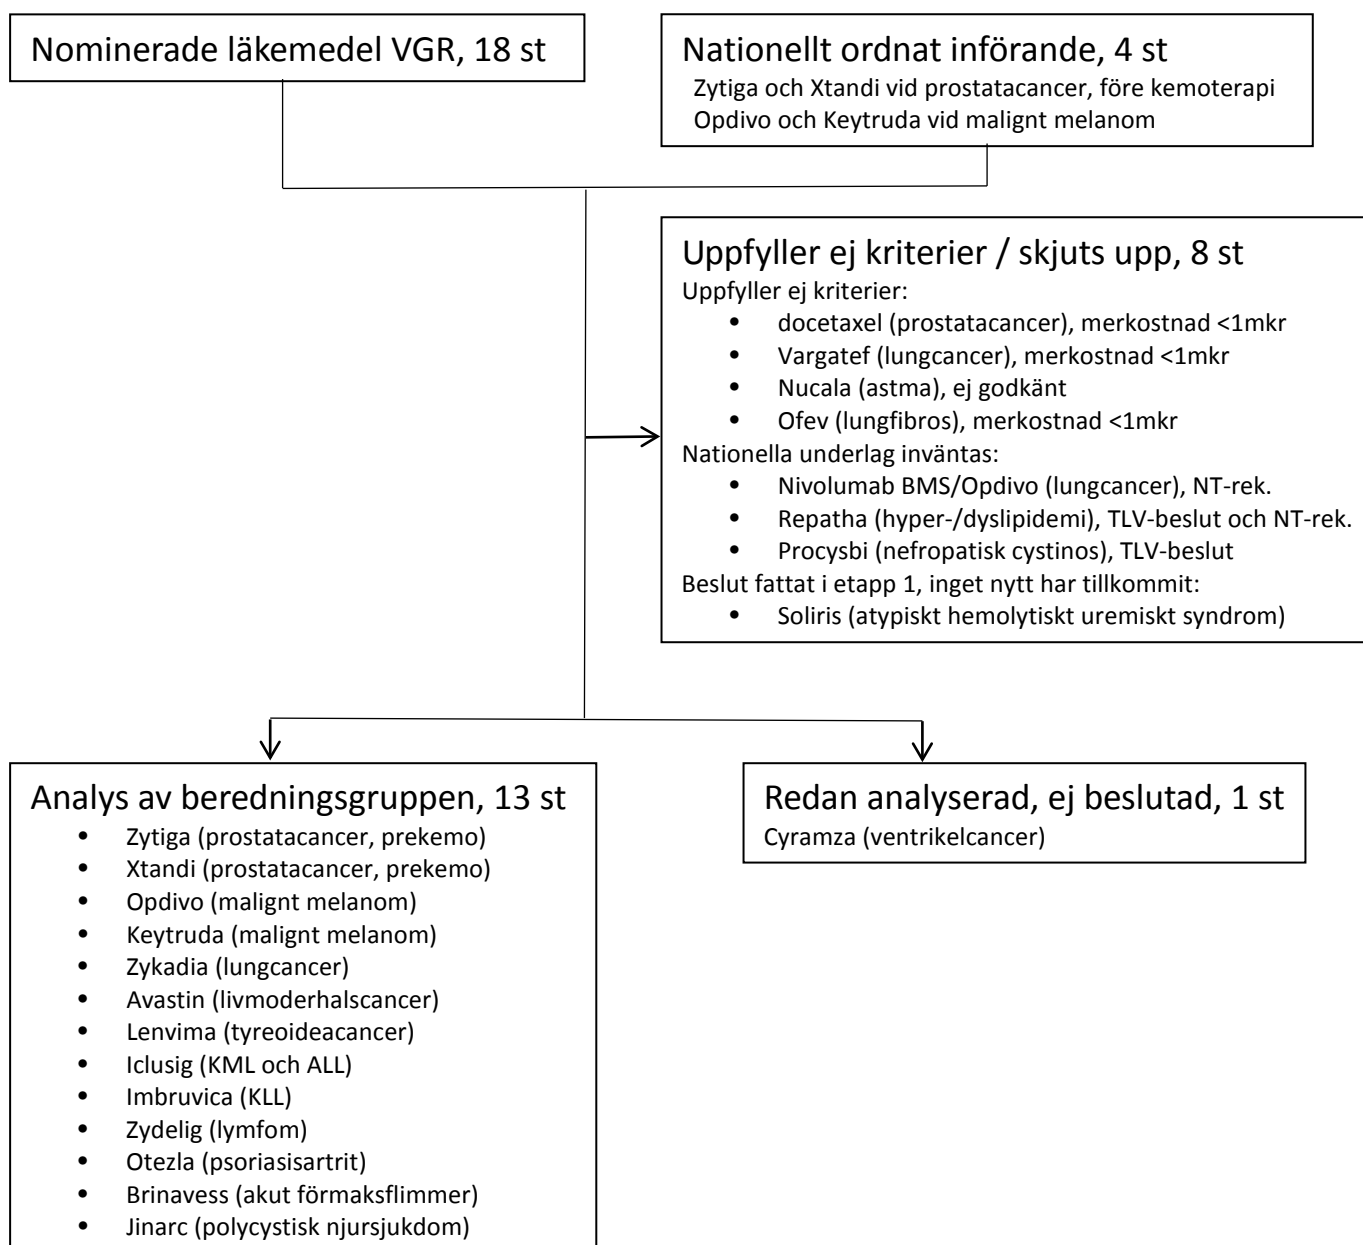 Nominerade läkemedel VGR, 18 st
Nationellt ordnat införande, 4 st
Zytiga och Xtandi vid prostatacancer, före kemoterapi
Opdivo och Keytruda vid malignt melanom
Uppfyller ej kriterier / skjuts upp, 8 st
Uppfyller ej kriterier:
• docetaxel (prostatacancer), merkostnad <1mkr
• Vargatef (lungcancer), merkostnad <1mkr
• Nucala (astma), ej godkänt
• Ofev (lungfibros), merkostnad <1mkr
Nationella underlag inväntas:
• Nivolumab BMS/Opdivo (lungcancer), NT-rek.
• Repatha (hyper-/dyslipidemi), TLV-beslut och NT-rek.
• Procysbi (nefropatisk cystinos), TLV-beslut
Beslut fattat i etapp 1, inget nytt har tillkommit:
• Soliris (atypiskt hemolytiskt uremiskt syndrom)
Analys av beredningsgruppen, 13 st
• Zytiga (prostatacancer, prekemo)
• Xtandi (prostatacancer, prekemo)
• Opdivo (malignt melanom)
• Keytruda (malignt melanom)
• Zykadia (lungcancer)
• Avastin (livmoderhalscancer)
• Lenvima (tyreoideacancer)
• Iclusig (KML och ALL)
• Imbruvica (KLL)
• Zydelig (lymfom)
• Otezla (psoriasisartrit)
• Brinavess (akut förmaksflimmer)
• Jinarc (polycystisk njursjukdom)
Redan analyserad, ej beslutad, 1 st
Cyramza (ventrikelcancer)